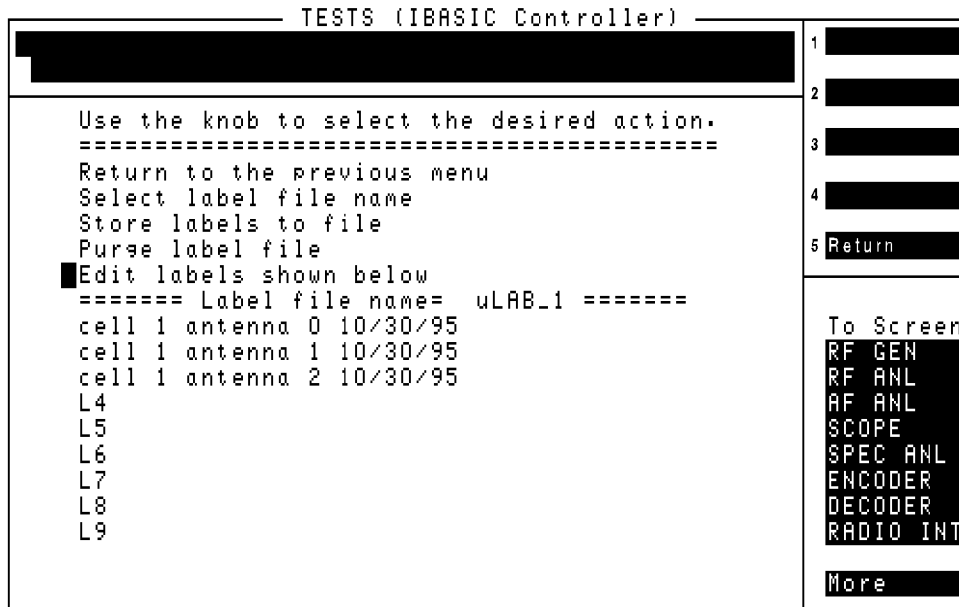 TESTS (IBASIC Controller)
Use the knob to select the desired action.
==========================================
Return to the previous menu
Select label file name
Store labels to file
Purge label file
Edit labels shown below
======= Label file name= uLAB_1 =======
cell 1 antenna 0 10/30/95
cell 1 antenna 1 10/30/95
cell 1 antenna 2 10/30/95
L4
L5
L6
L7
L8
L9
1
2
3
4
5 Return
To Screen
RF GEN
RF ANL
AF ANL
SCOPE
SPEC ANL
ENCODER
DECODER
RADIO INT
More